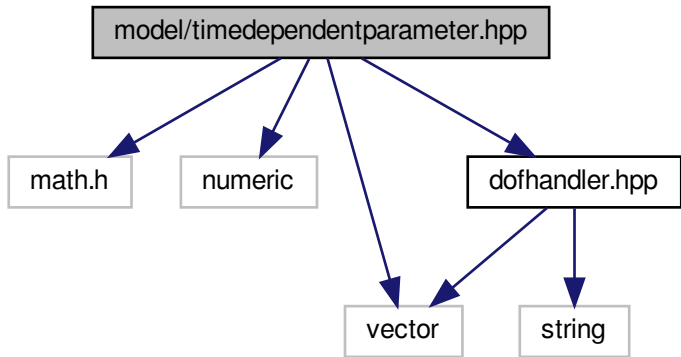 model/timedependentparameter.hpp
math.h
numeric
dofhandler.hpp
vector
string